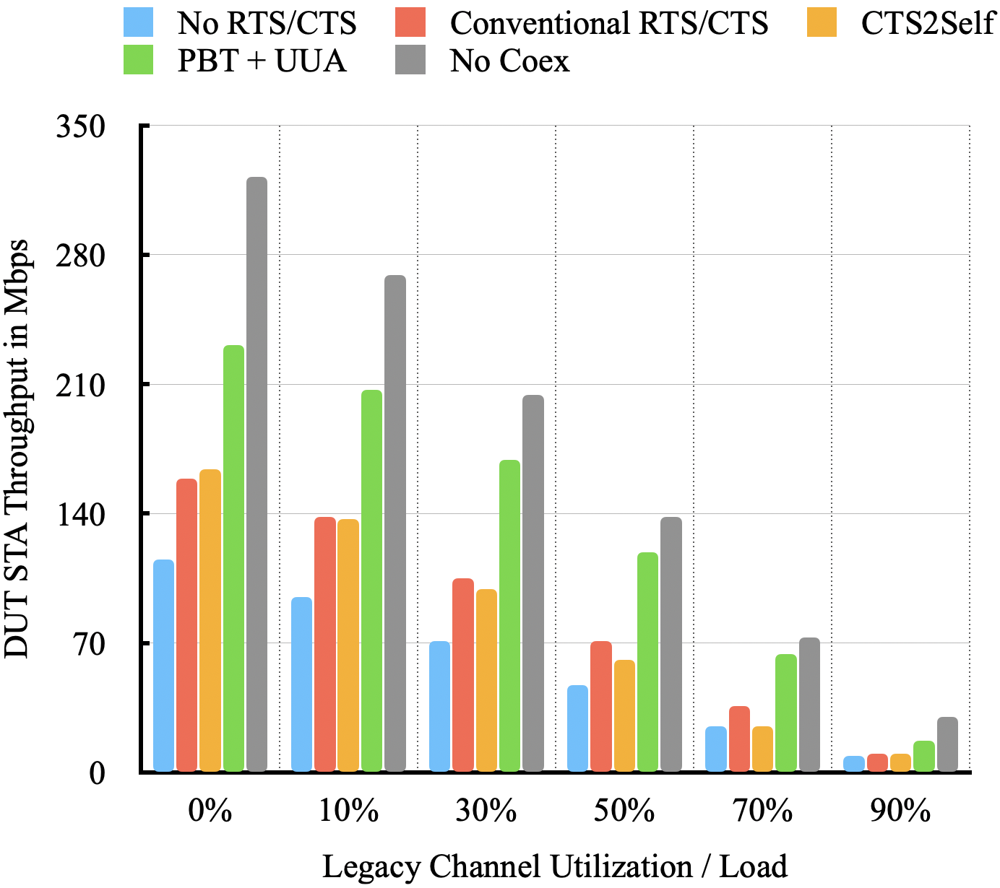 No RTS/CTS Conventional RTS/CTS CTS2Self
PBT + UUA No Coex
DUT STA Throughput in Mbps
350
280
210
140
70
0
0% 10% 30% 50% 70% 90%
Legacy Channel Utilization / Load